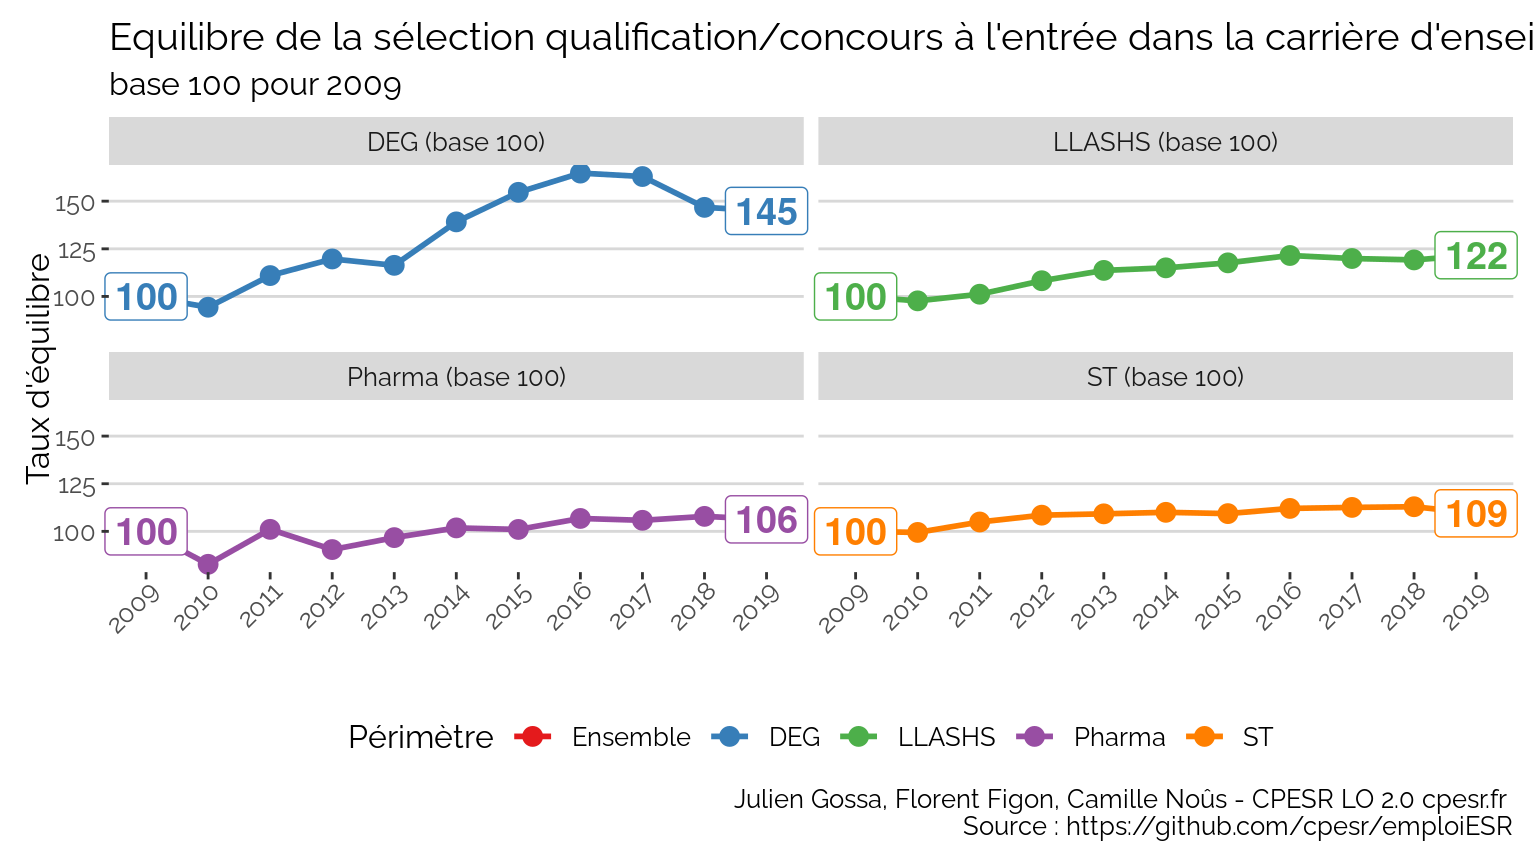 Equilibre de la sélection qualification/concours à l'entrée dans la carrière d'ensei
base 100 pour 2009
DEG (base 100)
LLASHS (base 100)
Taux d'équilibre
150
125
100
100
145
100
122
Pharma (base 100)
ST (base 100)
150
125
100
100
106
100
109
2009 2010 2011 2012 2013 2014 2015 2016 2017 2018 2019
2009 2010 2011 2012 2013 2014 2015 2016 2017 2018 2019
Périmètre Ensemble DEG LLASHS Pharma ST
Julien Gossa, Florent Figon, Camille Noûs - CPESR LO 2.0 cpesr.fr
Source : https://github.com/cpesr/emploiESR